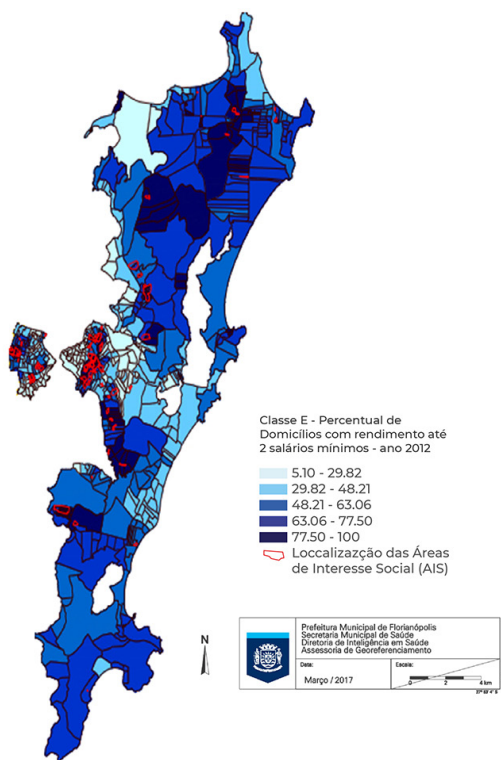 Classe E - Percentual de
Domicílios com rendimento até
2 salários mínimos - ano 2012
5.10 - 29.82
29.82 - 48.21
48.21 - 63.06
63.06 - 77.50
77.50 - 100
Loccalizaçção das Áreas
de Interesse Social (AIS)
N
Prefeitura Municipal de Florianópolis
Secretaria Municipal de Saúde
Diretoria de Inteligência em Saúde
Assessoria de Georeferenciamento
Data:
Março / 2017
Escala:
0 2 4 km